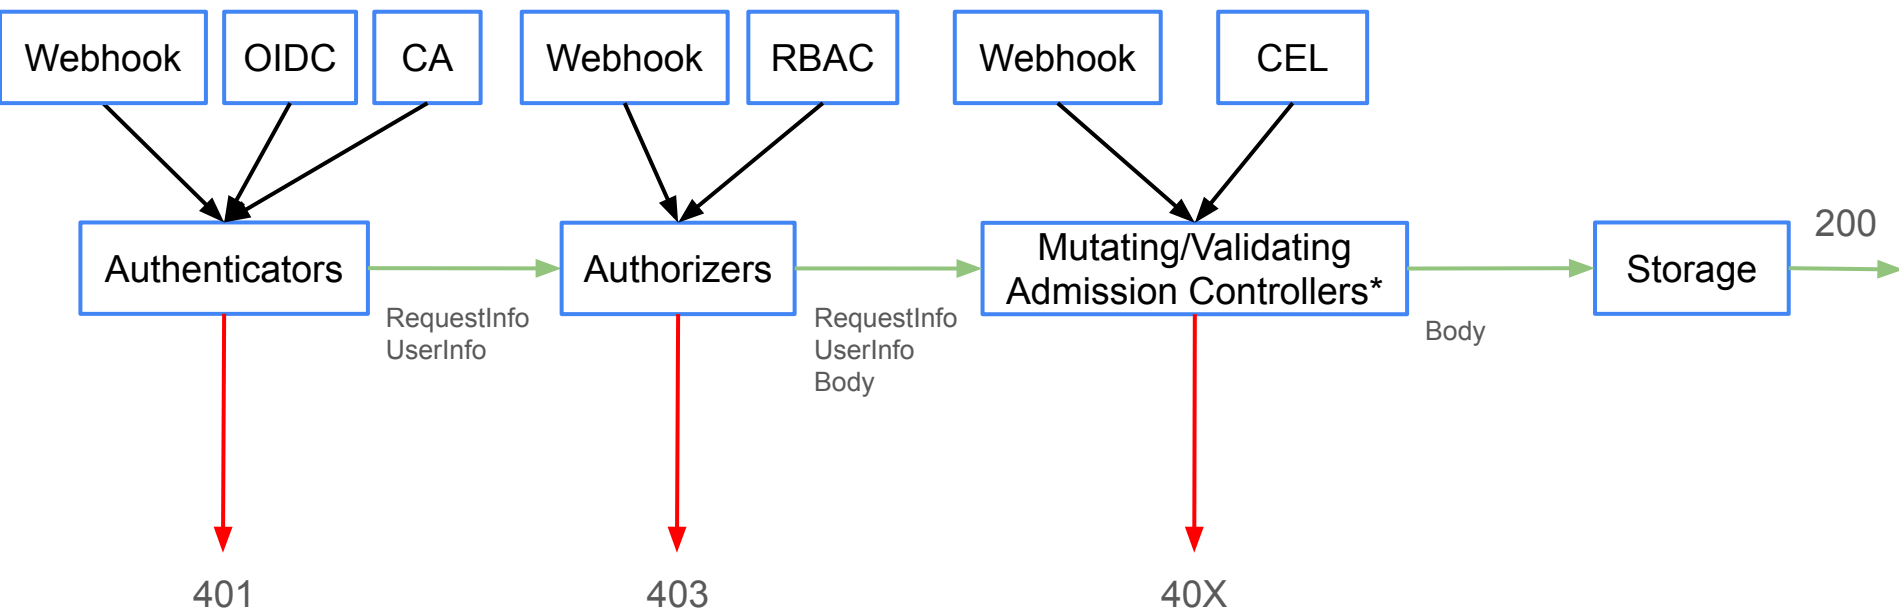 Webhook
OIDC
CA
Webhook
RBAC
Webhook
CEL
Authenticators
RequestInfo
UserInfo
Authorizers
RequestInfo
UserInfo
Body
Mutating/Validating
Admission Controllers*
Body
Storage
200
401
403
40X